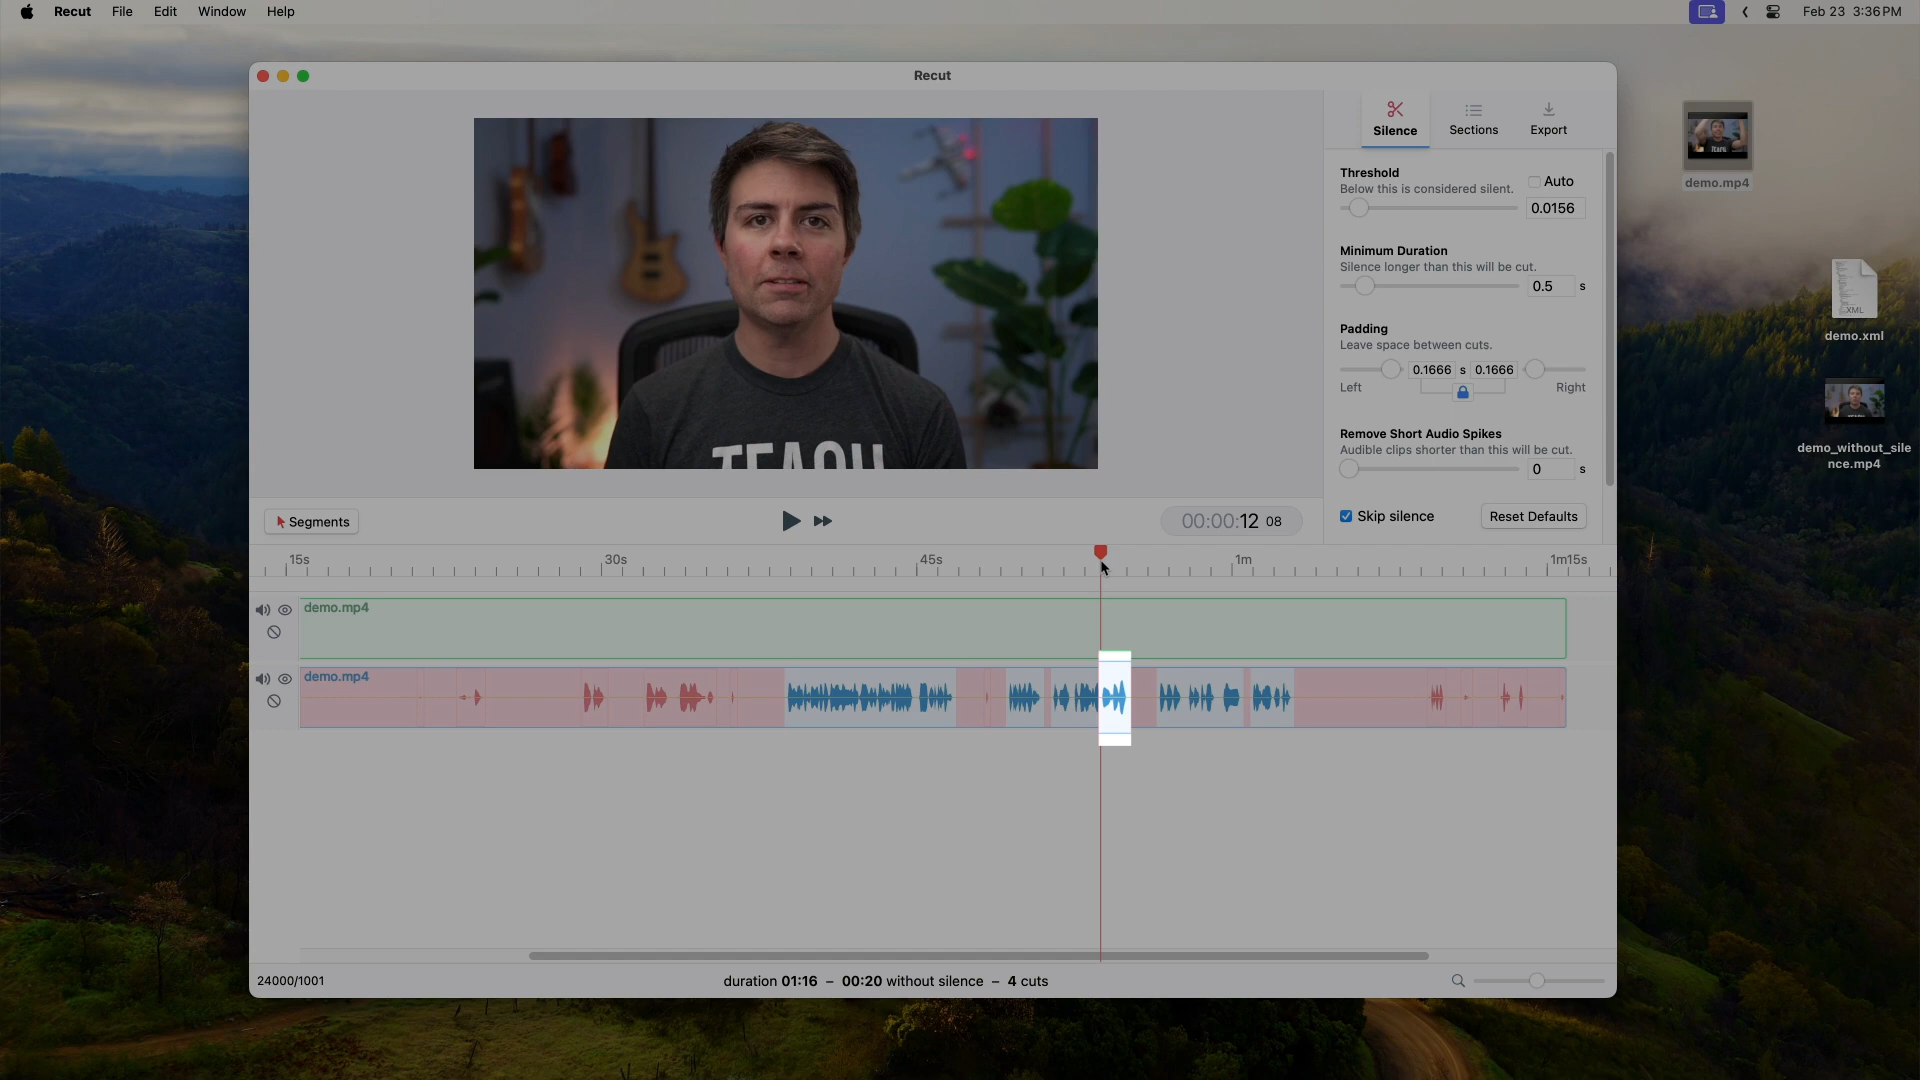 Recut File Edit Window Help
Feb 23 3:36 PM
Recut
Silence Sections Export
Threshold
Below this is considered silent.
Auto
0.0156
Minimum Duration
Silence longer than this will be cut.
0.5 s
Padding
Leave space between cuts.
0.1666 s 0.1666
Left Right
Remove Short Audio Spikes
Audible clips shorter than this will be cut.
0 s
Skip silence Reset Defaults
TEACH
Segments
00:00:12 08
15s 30s 45s 1m 1m15s
demo.mp4
demo.mp4
24000/1001
duration 01:16 – 00:20 without silence – 4 cuts
TEACH
demo.mp4
XML
demo.xml
demo_without_sile
nce.mp4